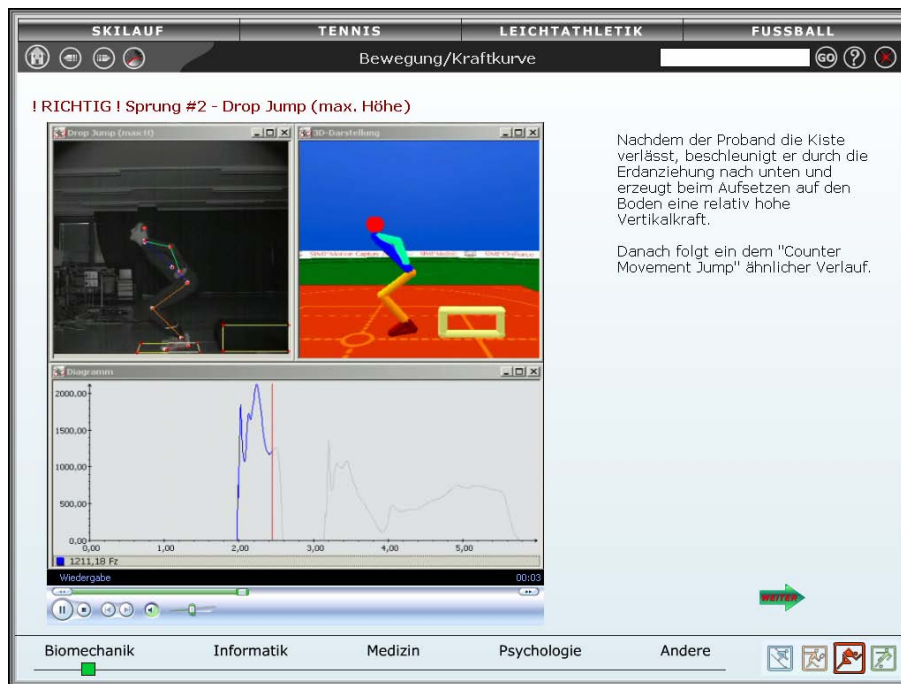 SKILAUF TENNIS LEICHTATHLETIK FUSSBALL
Bewegung/Kraftkurve GO ?
! RICHTIG ! Sprung #2 - Drop Jump (max. Höhe)
Drop Jump (max H) 3D-Darstellung
Nachdem der Proband die Kiste
verlässt, beschleunigt er durch die
Erdanziehung nach unten und
erzeugt beim Aufsetzen auf den
Boden eine relativ hohe
Vertikalkraft.
Danach folgt ein dem "Counter
Movement Jump" ähnlicher Verlauf.
Diagramm
2000,00
1500,00
1000,00
500,00
0,00
0,00 1,00 2,00 3,00 4,00 5,00
1211,18 Fz
Wiedergabe 00:03
WEITER
Biomechanik Informatik Medizin Psychologie Andere